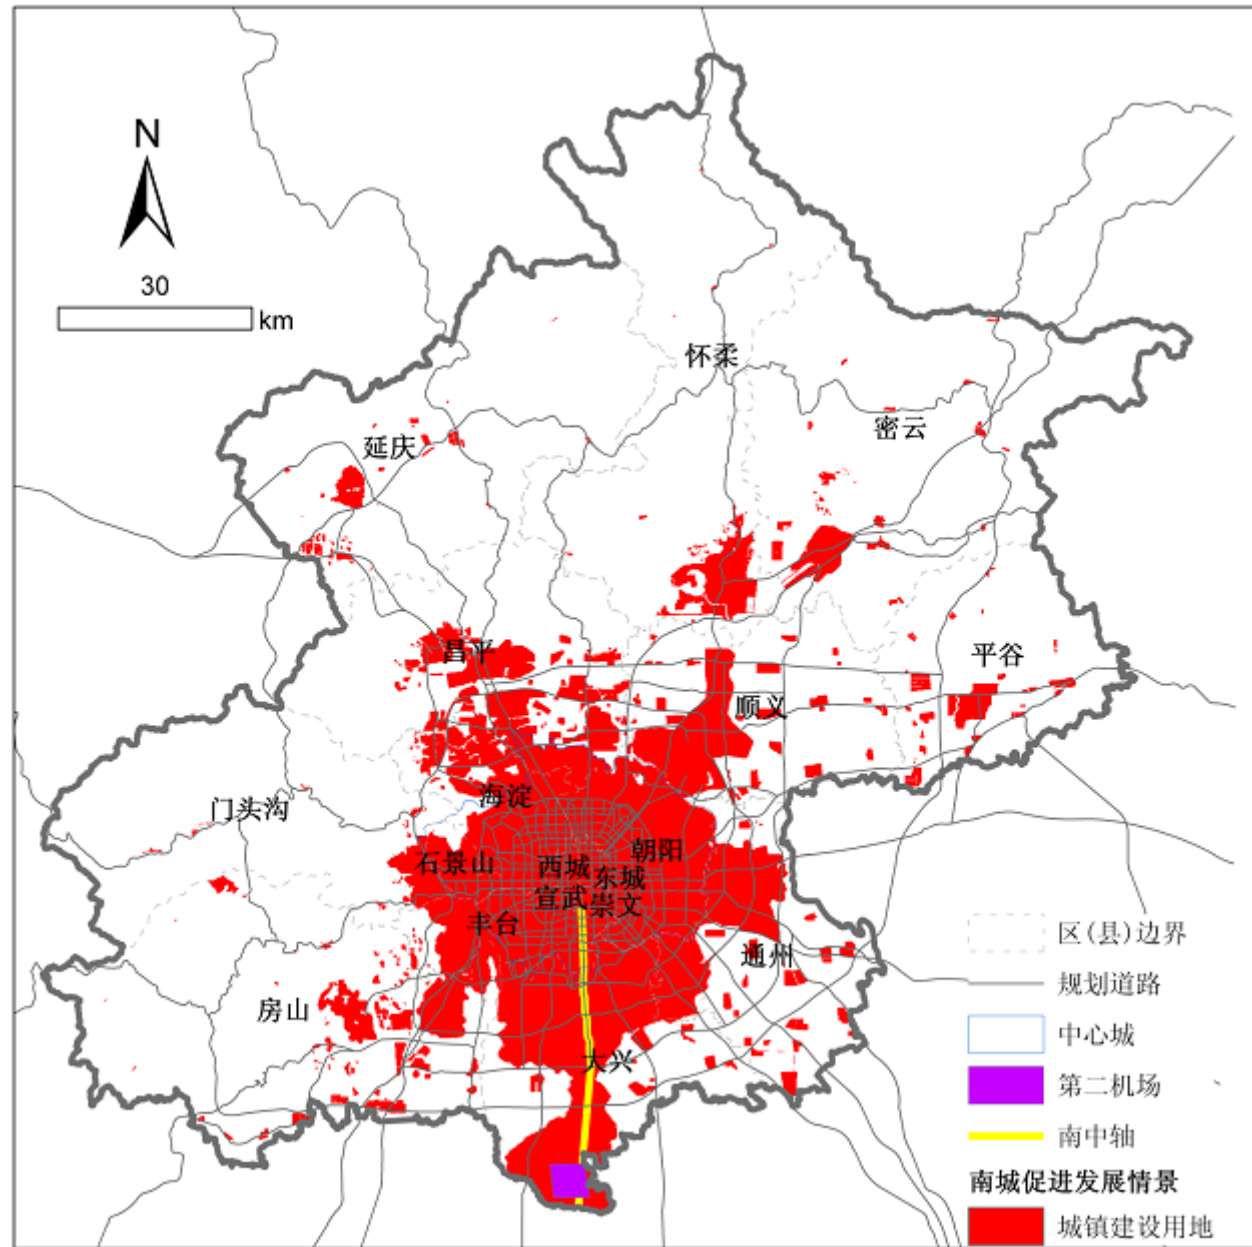 N
30
km
怀柔
密云
延庆
昌平
平谷
顺义
海淀
门头沟
石景山
西城
朝阳
东城
宣武
崇文
丰台
通州
房山
大兴
区(县)边界
规划道路
中心城
第二机场
南中轴
南城促进发展情景
城镇建设用地